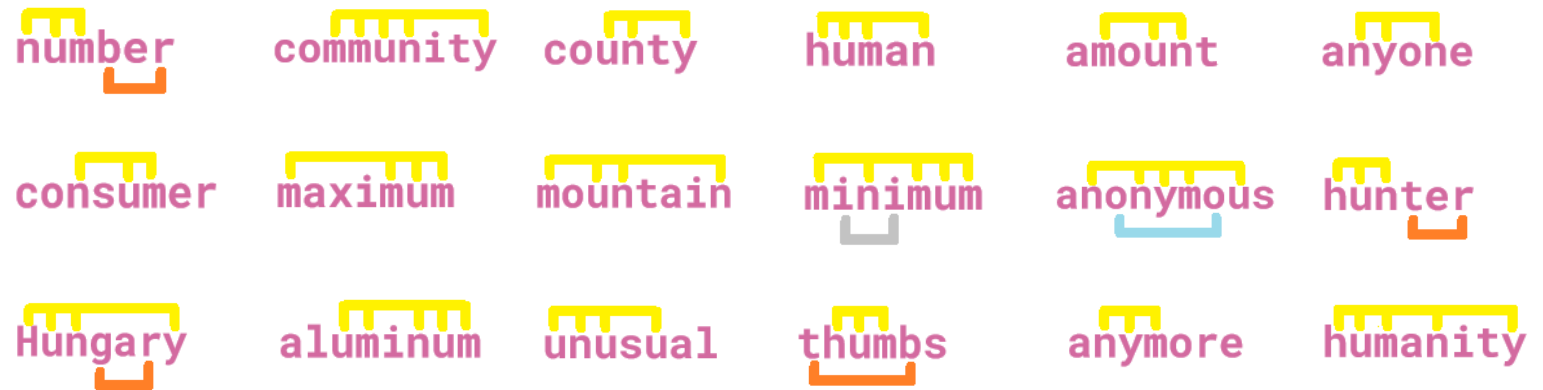 number community county human amount anyone
consumer maximum mountain minimum anonymous hunter
Hungary aluminum unusual thumbs anymore humanity